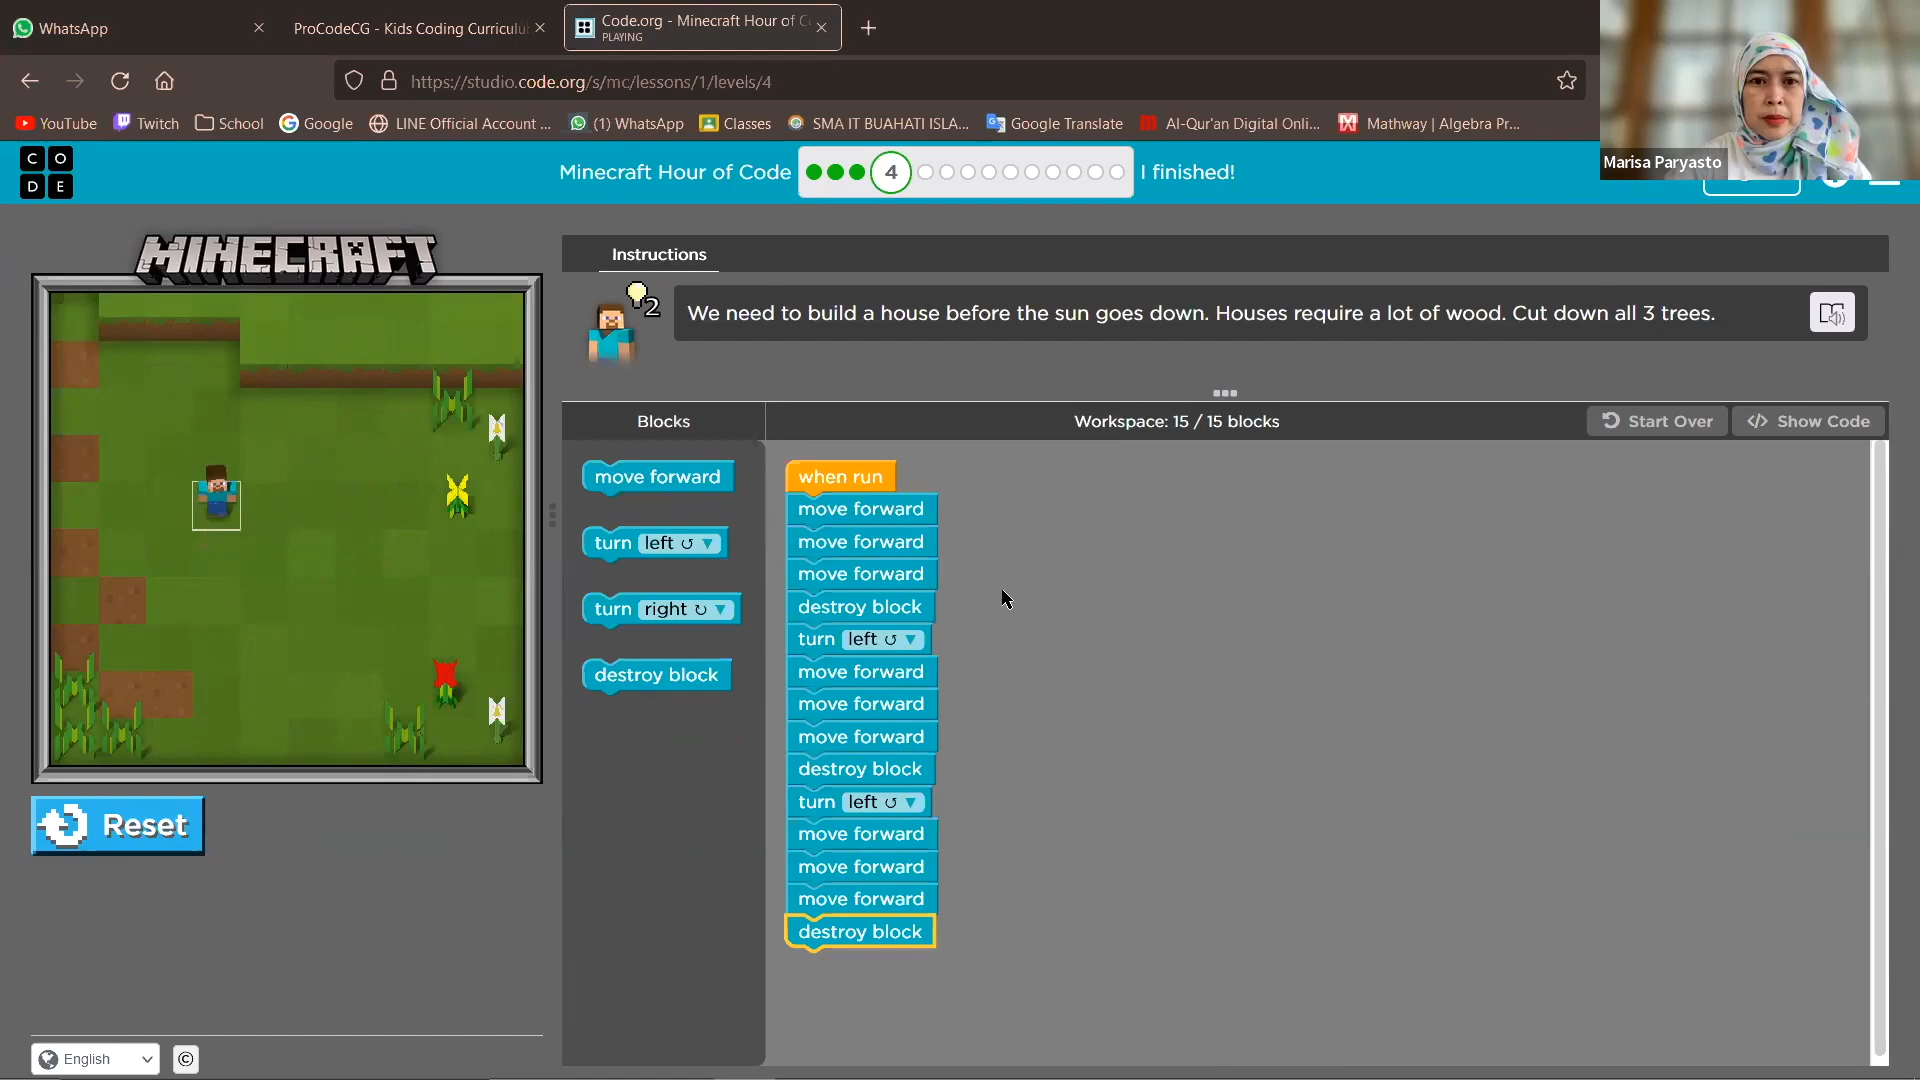 WhatsApp
ProCodeCG - Kids Coding Curriculu
Code.org - Minecraft Hour of C
PLAYING
https://studio.code.org/s/mc/lessons/1/levels/4
YouTube
Twitch
School
Google
LINE Official Account ...
(1) WhatsApp
Classes
SMA IT BUAHATI ISLA...
Google Translate
Al-Qur'an Digital Onli...
Mathway | Algebra Pr...
Marisa Paryasto
C O
D E
Minecraft Hour of Code
4
I finished!
MINECRAFT
Instructions
2
We need to build a house before the sun goes down. Houses require a lot of wood. Cut down all 3 trees.
Blocks
Workspace: 15 / 15 blocks
Start Over
Show Code
move forward
turn left ↺ ▼
turn right ↻ ▼
destroy block
when run
move forward
move forward
move forward
destroy block
turn left ↺ ▼
move forward
move forward
move forward
destroy block
turn left ↺ ▼
move forward
move forward
move forward
destroy block
Reset
English
©